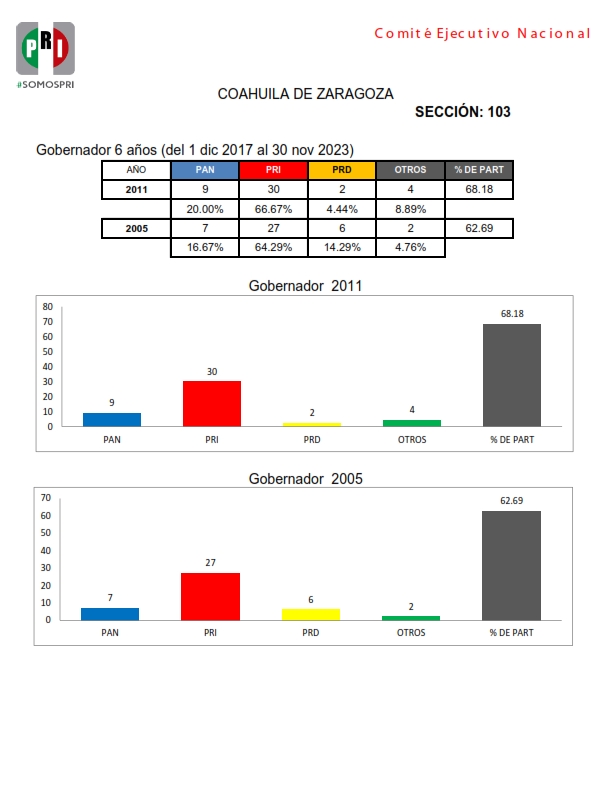 Comité Ejecutivo Nacional
PRI
#SOMOSPRI
COAHUILA DE ZARAGOZA
SECCIÓN: 103
Gobernador 6 años (del 1 dic 2017 al 30 nov 2023)
AÑO PAN PRI PRD OTROS % DE PART
2011 9 30 2 4 68.18
20.00% 66.67% 4.44% 8.89%
2005 7 27 6 2 62.69
16.67% 64.29% 14.29% 4.76%
Gobernador 2011
80
70
60
50
40
30
20
10
0
9 30 2 4 68.18
PAN PRI PRD OTROS % DE PART
Gobernador 2005
70
60
50
40
30
20
10
0
7 27 6 2 62.69
PAN PRI PRD OTROS % DE PART